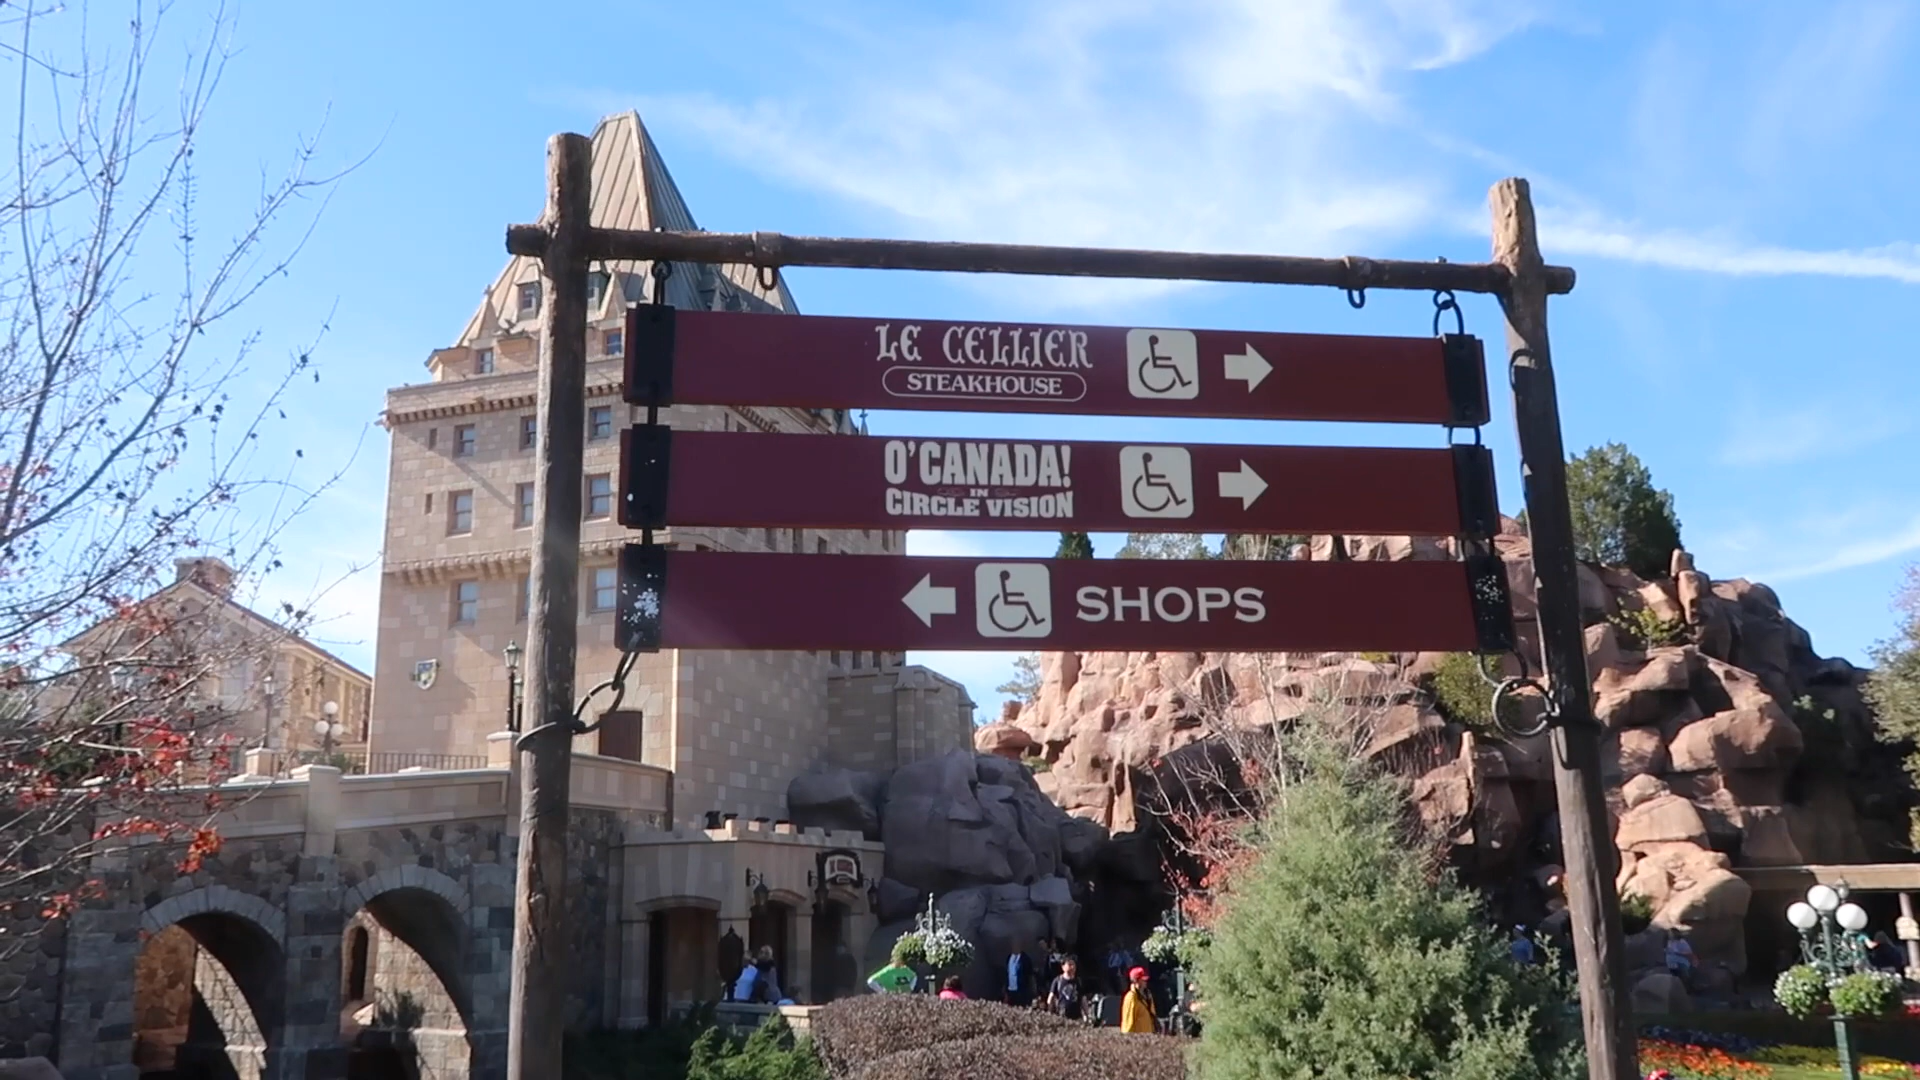 LE CELLIER
STEAKHOUSE
O'CANADA!
IN
CIRCLE VISION
SHOPS